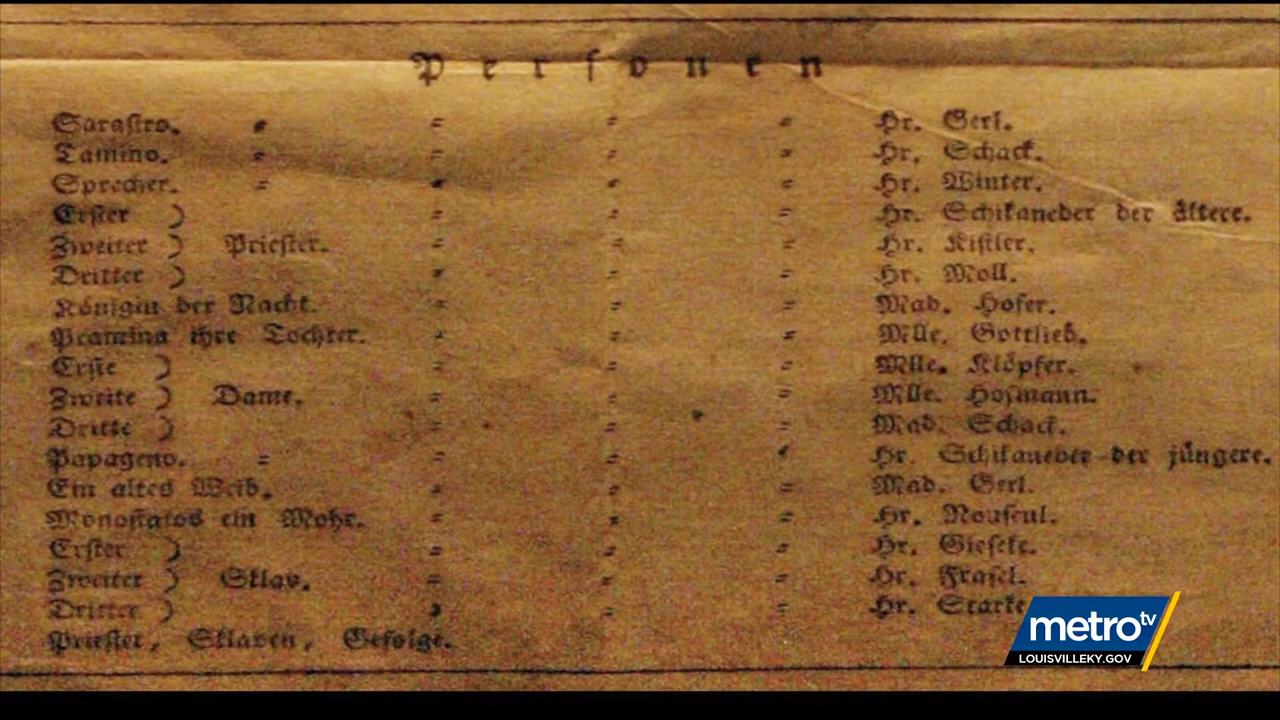 Personen
Sarastro. = = = = Hr. Gerl.
Tamino. = = = = Hr. Schack.
Sprecher. = = = = Hr. Winter.
Erster ) = = = Hr. Schikaneder der ältere.
Zweiter ) Priester. = = = Hr. Kistler.
Dritter ) = = = Hr. Moll.
Königin der Nacht. = = = Mad. Hofer.
Pamina ihre Tochter. = = = Mlle. Gottlieb.
Erste ) = = = Mlle. Klöpfer.
Zweite ) Dame. = = = Mlle. Hofmann.
Dritte ) = = = Mad. Schack.
Papageno. = = = = Hr. Schikaneder der jüngere.
Ein altes Weib. = = = Mad. Gerl.
Monostatos ein Mohr. = = = Hr. Nouseul.
Erster ) = = = Hr. Gieseke.
Zweiter ) Sklav. = = = Hr. Frasel.
Dritter ) = = = Hr. Starke
Priester, Sklaven, Gefolge.
metro tv
LOUISVILLEKY.GOV